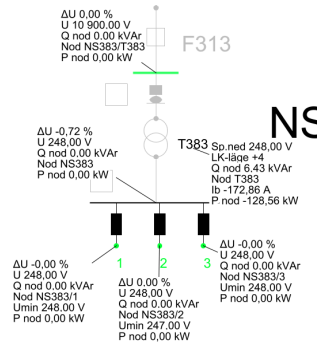 ΔU 0,00 %
U 10 900.00 V
Q nod 0.00 kVAr
Nod NS383/T383
P nod 0,00 kW
F313
NS
ΔU -0,72 %
U 248,00 V
Q nod 0.00 kVAr
Nod NS383
P nod 0,00 kW
T383
Sp.ned 248,00 V
LK-läge +4
Q nod 6.43 kVAr
Nod T383
Ib -172,86 A
P nod -128,56 kW
ΔU -0,00 %
U 248,00 V
Q nod 0.00 kVAr
Nod NS383/1
Umin 248.00 V
P nod 0,00 kW
1
ΔU 0.00 %
U 248,00 V
Q nod 0.00 kVAr
Nod NS383/2
Umin 247.00 V
P nod 0,00 kW
2
3
ΔU -0,00 %
U 248,00 V
Q nod 0.00 kVAr
Nod NS383/3
Umin 248.00 V
P nod 0,00 kW